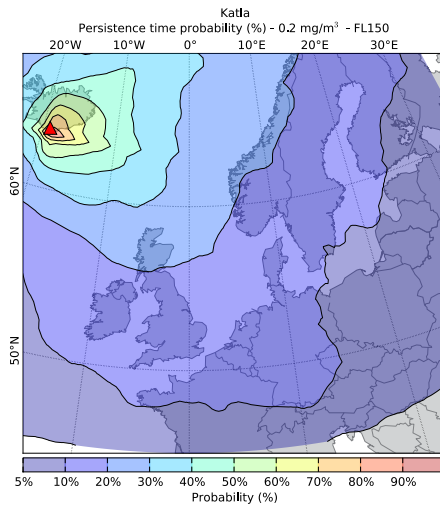 Katla
Persistence time probability (%) - 0.2 mg/m³ - FL150
20°W 10°W 0° 10°E 20°E 30°E
60°N
50°N
5% 10% 20% 30% 40% 50% 60% 70% 80% 90%
Probability (%)